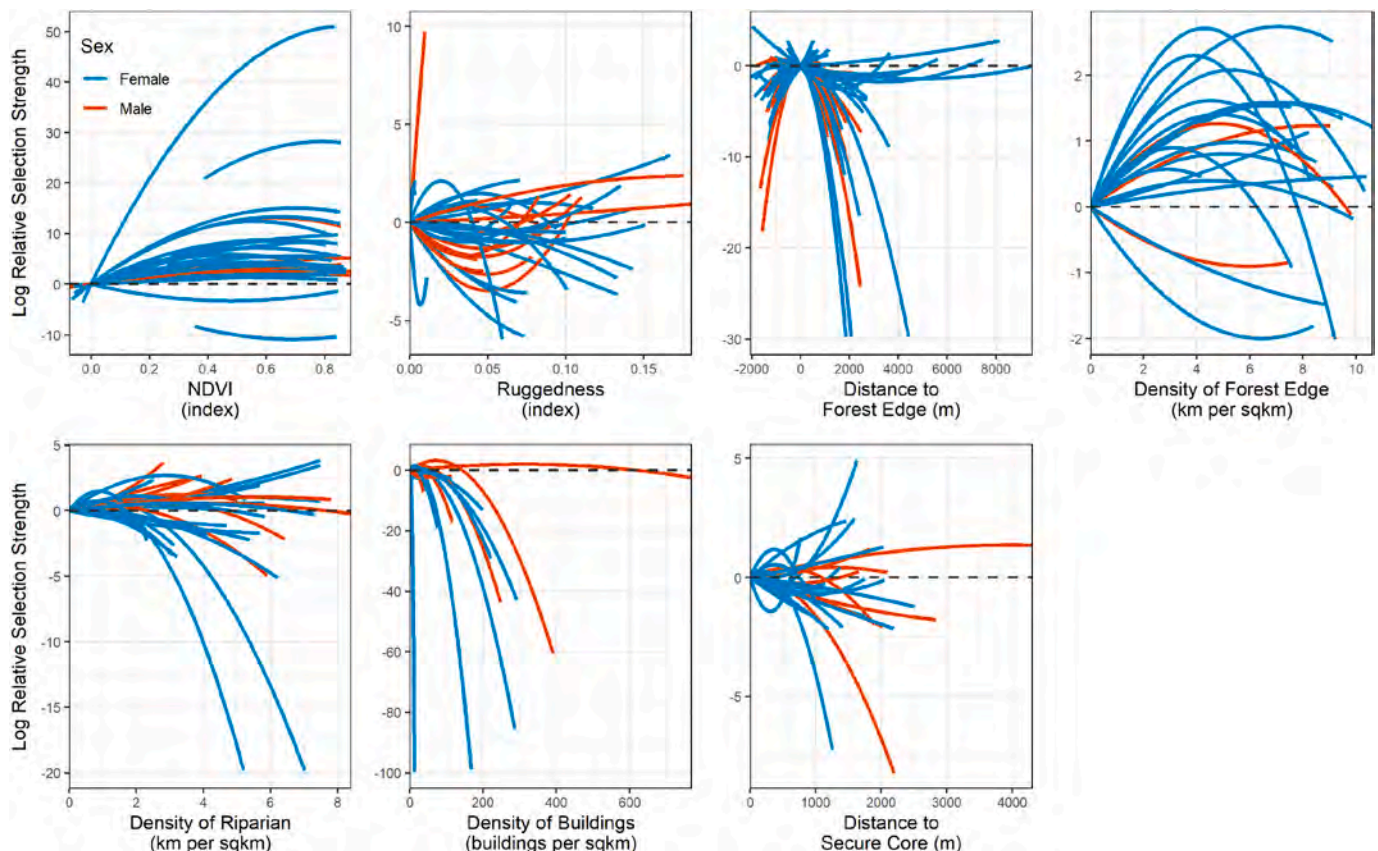 Log Relative Selection Strength
50
40
30
20
10
0
-10
Sex
Female
Male
0.0 0.2 0.4 0.6 0.8
NDVI
(index)
10
5
0
-5
0.00 0.05 0.10 0.15
Ruggedness
(index)
0
-10
-20
-30
-2000 0 2000 4000 6000 8000
Distance to
Forest Edge (m)
2
1
0
-1
-2
0 2 4 6 8 10
Density of Forest Edge
(km per sqkm)
Log Relative Selection Strength
5
0
-5
-10
-15
-20
0 2 4 6 8
Density of Riparian
(km per sqkm)
0
-20
-40
-60
-80
-100
0 200 400 600
Density of Buildings
(buildings per sqkm)
5
0
-5
0 1000 2000 3000 4000
Distance to
Secure Core (m)